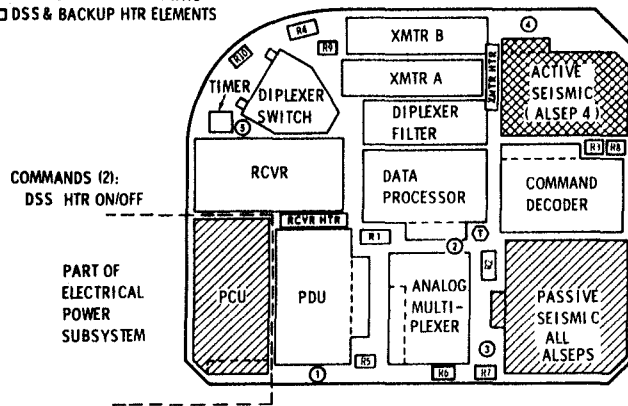 DSS & BACKUP HTR ELEMENTS
R4
R10
R9
XMTR B
XMTR A
XMTR HTR
4
ACTIVE
SEISMIC
(ALSEP 4)
TIMER
5
DIPLEXER
SWITCH
DIPLEXER
FILTER
R3
R8
COMMANDS (2):
DSS HTR ON/OFF
RCVR
DATA
PROCESSOR
COMMAND
DECODER
RCVR HTR
R1
T
2
PART OF
ELECTRICAL
POWER
SUBSYSTEM
PCU
PDU
ANALOG
MULTI-
PLEXER
R2
PASSIVE
SEISMIC
ALL
ALSEPS
3
1
R5
R6
R7